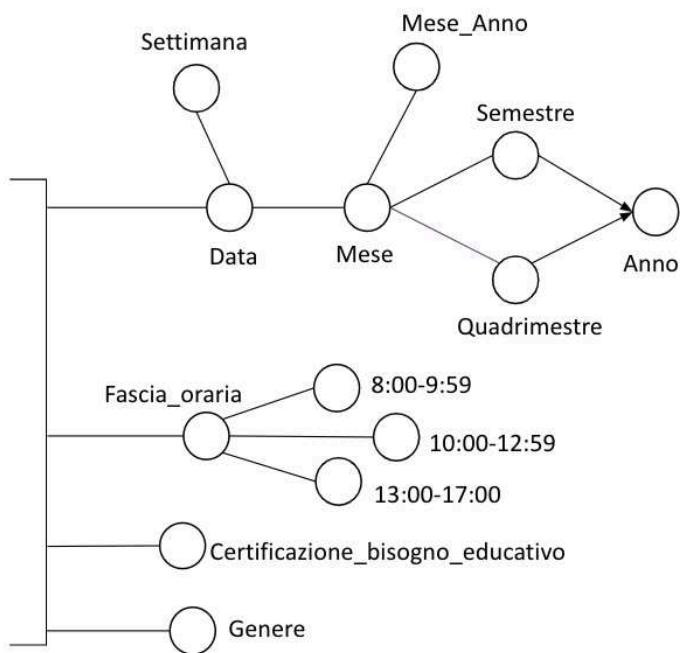 Settimana
Mese_Anno
Semestre
Data
Mese
Anno
Quadrimestre
Fascia_oraria
8:00-9:59
10:00-12:59
13:00-17:00
Certificazione_bisogno_educativo
Genere